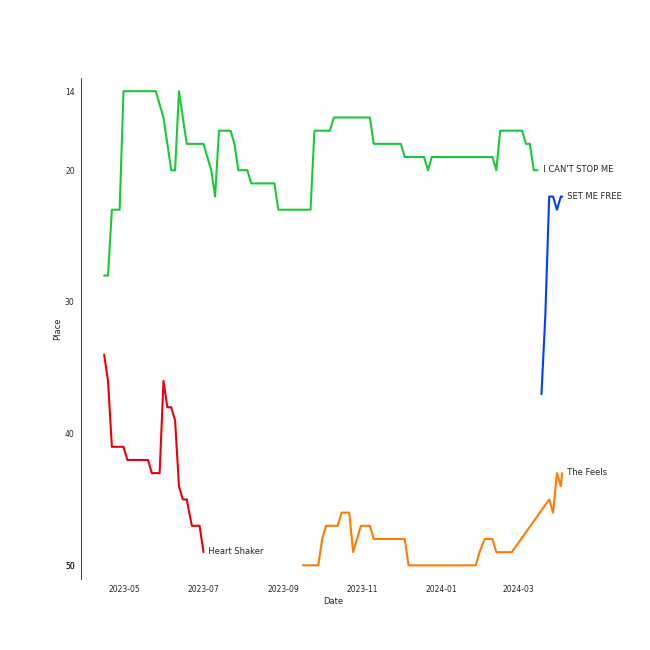 14
20
30
40
50
Place
I CAN'T STOP ME
SET ME FREE
The Feels
Heart Shaker
2023-05 2023-07 2023-09 2023-11 2024-01 2024-03
Date